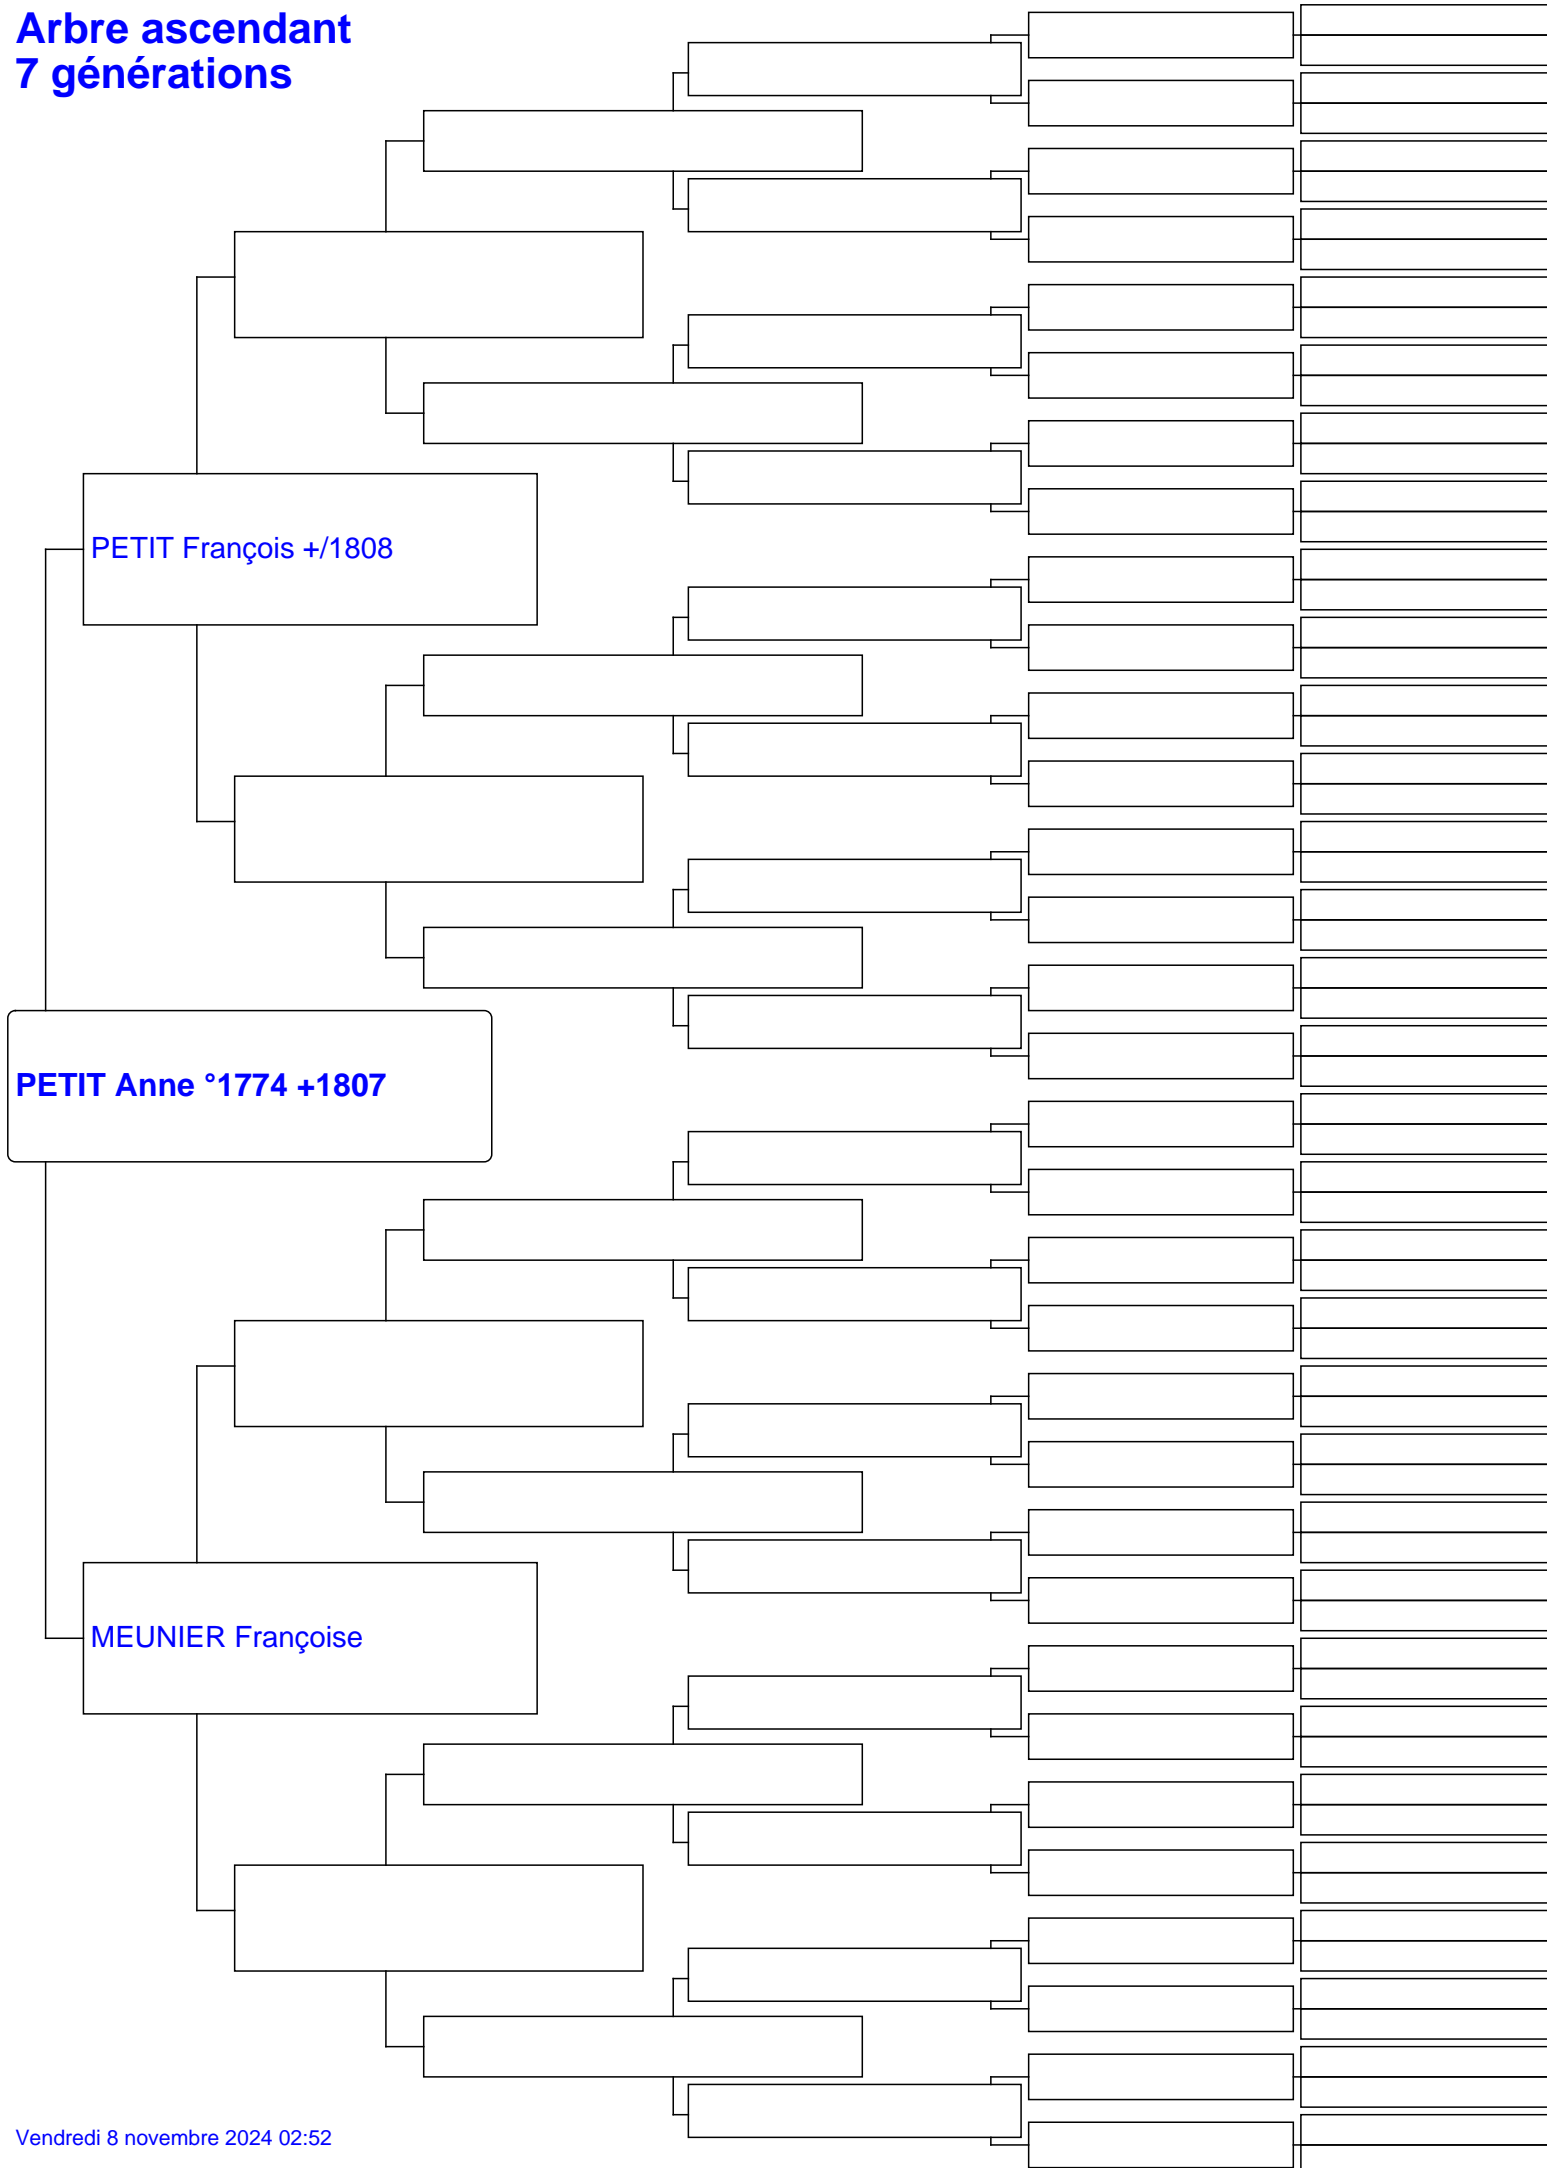 Arbre ascendant
7 générations
PETIT François +/1808
PETIT Anne °1774 +1807
MEUNIER Françoise
Vendredi 8 novembre 2024 02:52